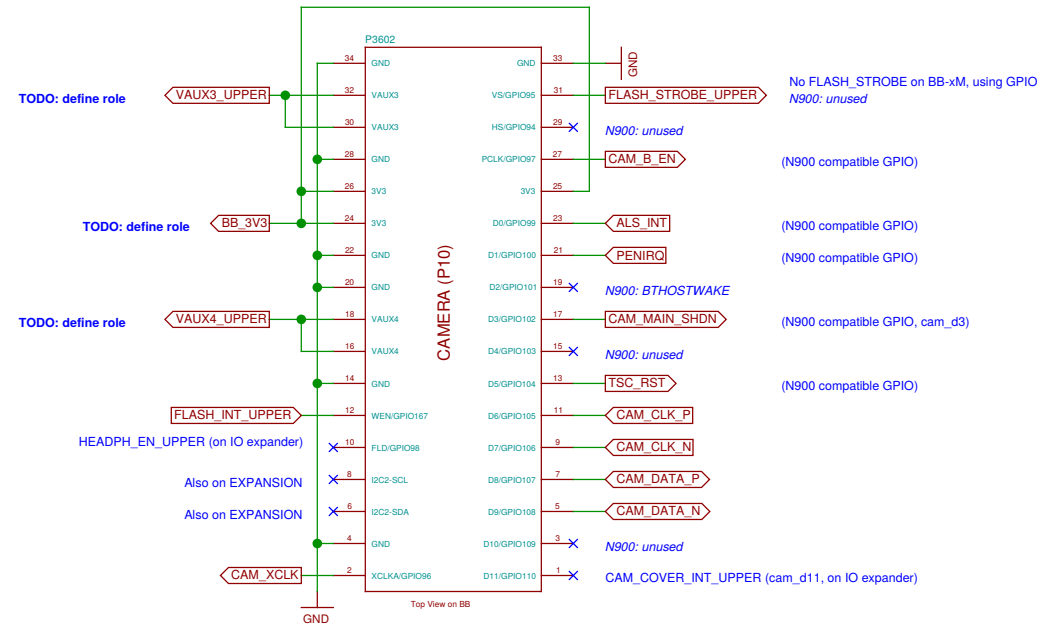 P3602
34 GND GND 33 GND
No FLASH_STROBE on BB-xM, using GPIO
TODO: define role VAUX3_UPPER 32 VAUX3 VS/GPIO95 31 FLASH_STROBE_UPPER N900: unused
30 VAUX3 HS/GPIO94 29 N900: unused
28 GND PCLK/GPIO97 27 CAM_B_EN (N900 compatible GPIO)
26 3V3 3V3 25
TODO: define role BB_3V3 24 3V3 D0/GPIO99 23 ALS_INT (N900 compatible GPIO)
22 GND D1/GPIO100 21 PENIRQ (N900 compatible GPIO)
20 GND D2/GPIO101 19 N900: BTHOSTWAKE
CAMERA (P10)
TODO: define role VAUX4_UPPER 18 VAUX4 D3/GPIO102 17 CAM_MAIN_SHDN (N900 compatible GPIO, cam_d3)
16 VAUX4 D4/GPIO103 15 N900: unused
14 GND D5/GPIO104 13 TSC_RST (N900 compatible GPIO)
FLASH_INT_UPPER 12 WEN/GPIO167 D6/GPIO105 11 CAM_CLK_P
HEADPH_EN_UPPER (on IO expander) 10 FLD/GPIO98 D7/GPIO106 9 CAM_CLK_N
Also on EXPANSION 8 I2C2-SCL D8/GPIO107 7 CAM_DATA_P
Also on EXPANSION 6 I2C2-SDA D9/GPIO108 5 CAM_DATA_N
4 GND D10/GPIO109 3 N900: unused
CAM_XCLK 2 XCLKA/GPIO96 D11/GPIO110 1 CAM_COVER_INT_UPPER (cam_d11, on IO expander)
Top View on BB
GND